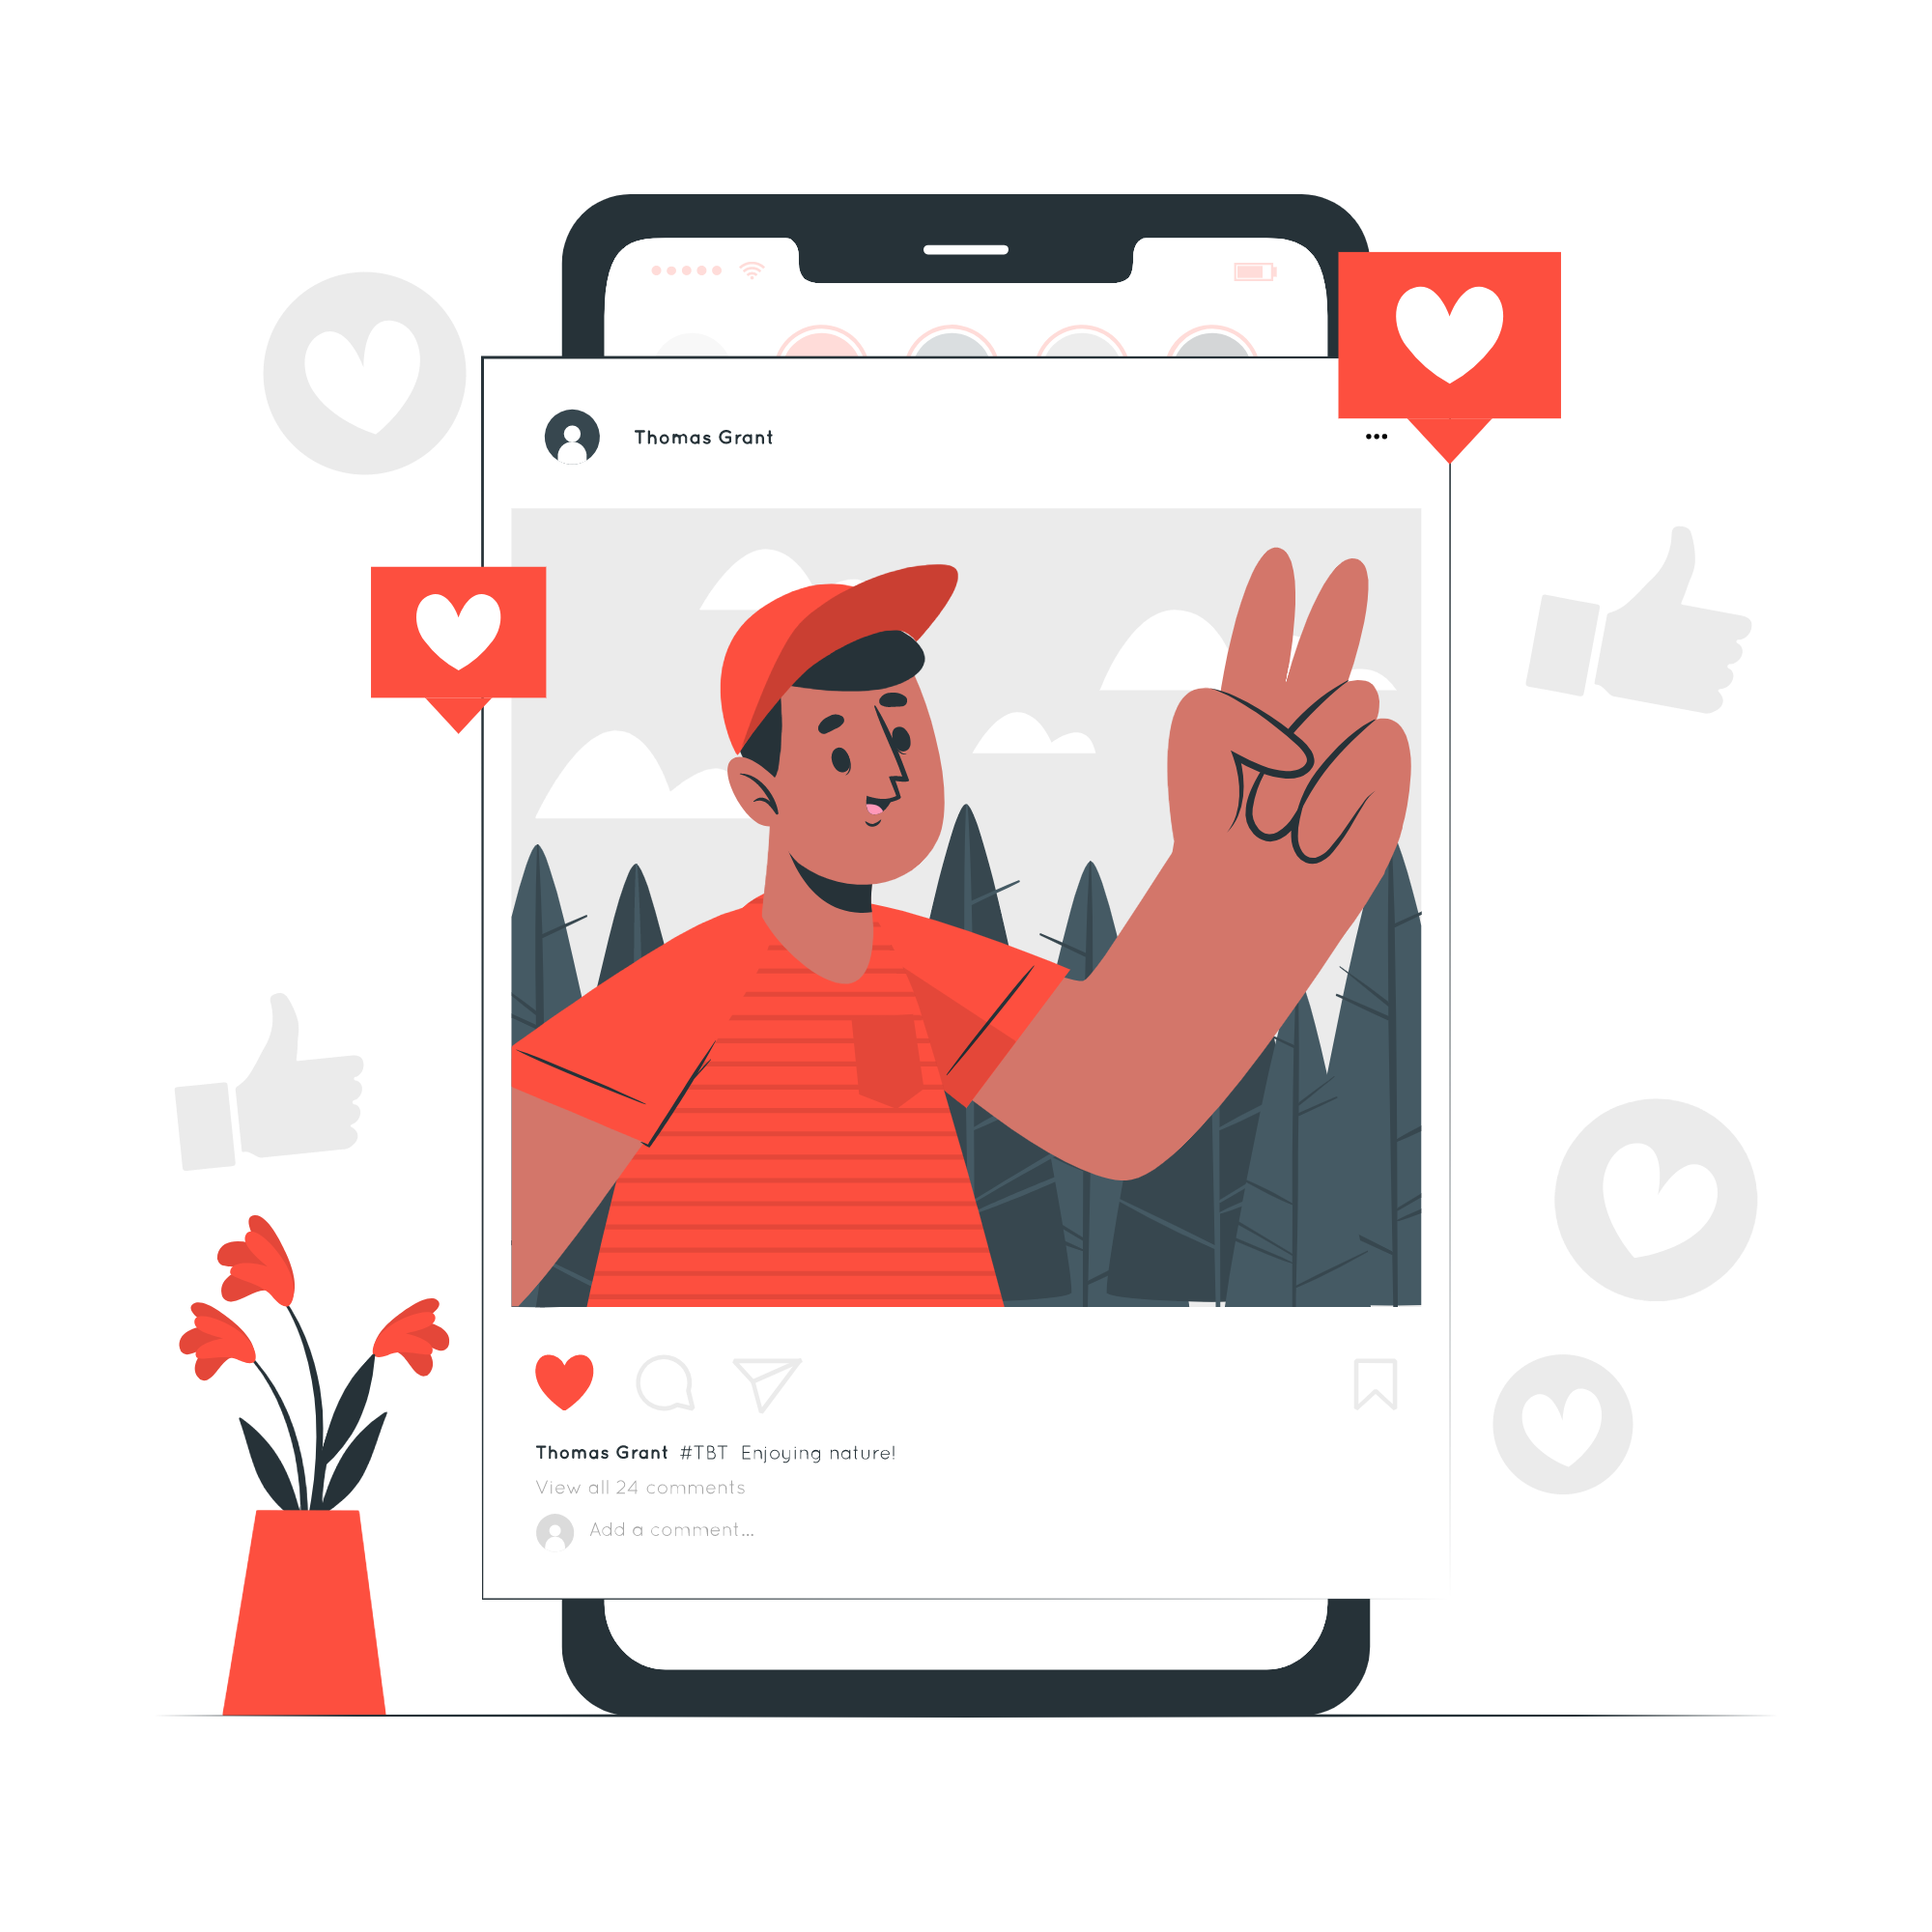 Thomas Grant
Thomas Grant #TBT Enjoying nature!
View all 24 comments
Add a comment...